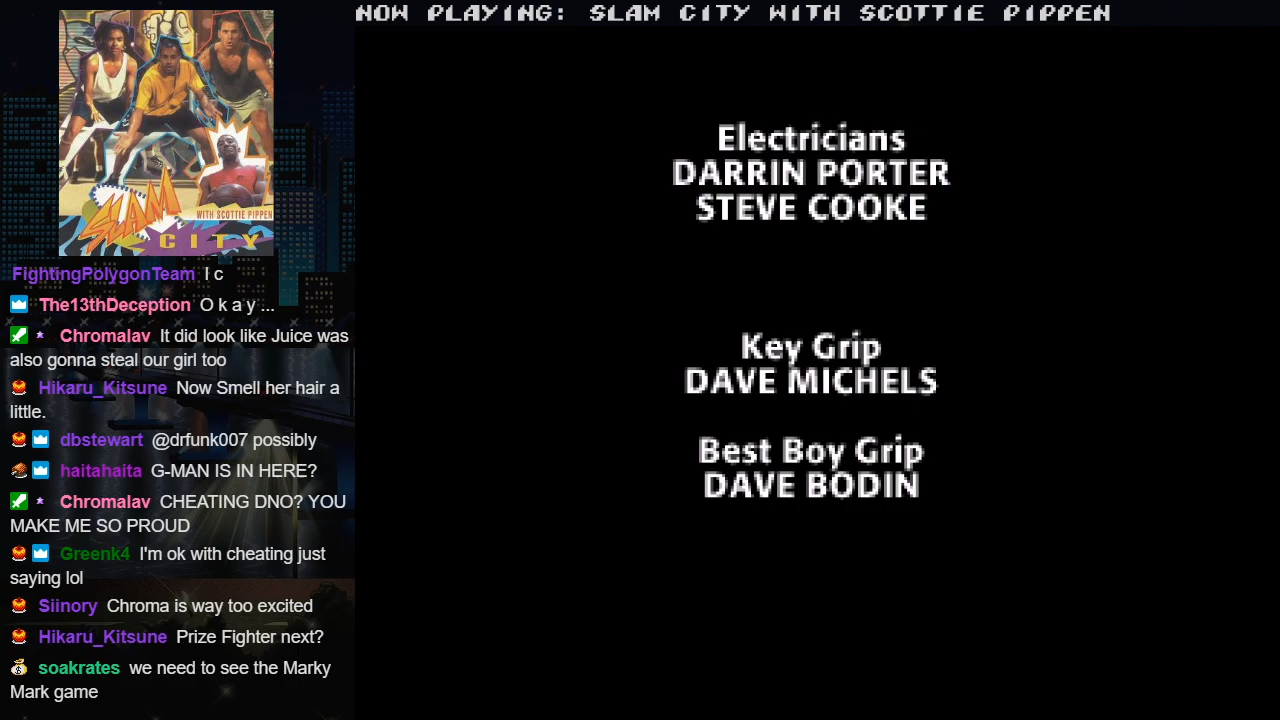 NOW PLAYING: SLAM CITY WITH SCOTTIE PIPPEN
SLAM
WITH SCOTTIE PIPPEN
CITY
FightingPolygonTeam I c
The13thDeception O k a y ...
Chromalav It did look like Juice was
also gonna steal our girl too
Hikaru_Kitsune Now Smell her hair a
little.
dbstewart @drfunk007 possibly
haitahaita G-MAN IS IN HERE?
Chromalav CHEATING DNO? YOU
MAKE ME SO PROUD
Greenk4 I'm ok with cheating just
saying lol
Siinory Chroma is way too excited
Hikaru_Kitsune Prize Fighter next?
soakrates we need to see the Marky
Mark game
Electricians
DARRIN PORTER
STEVE COOKE
Key Grip
DAVE MICHELS
Best Boy Grip
DAVE BODIN